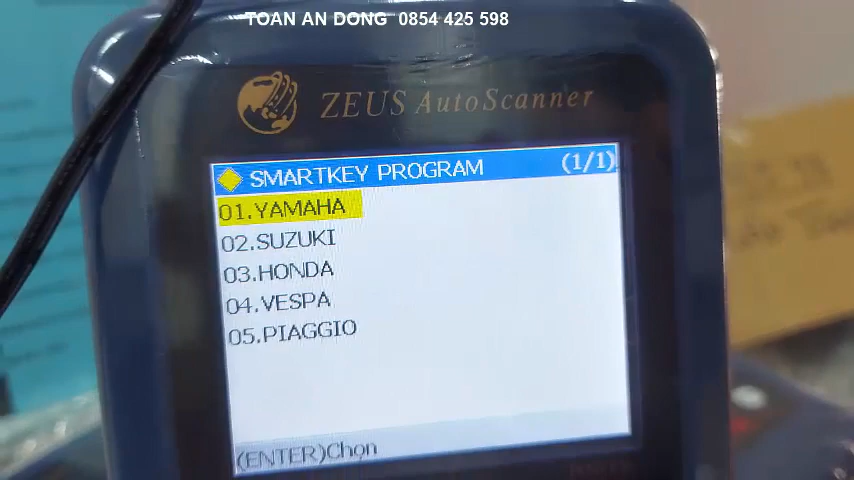 TOAN AN DONG 0854 425 598
ZEUS AutoScanner
SMARTKEY PROGRAM (1/1)
01.YAMAHA
02.SUZUKI
03.HONDA
04.VESPA
05.PIAGGIO
(ENTER)Chọn